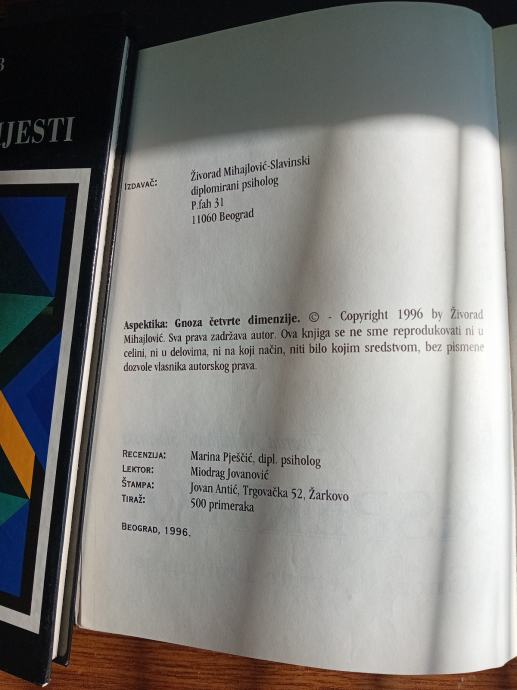 3
JESTI
IZDAVAČ: Živorad Mihajlović-Slavinski
diplomirani psiholog
P.fah 31
11060 Beograd
Aspektika: Gnoza četvrte dimenzije. © - Copyright 1996 by Živorad
Mihajlović. Sva prava zadržava autor. Ova knjiga se ne sme reprodukovati ni u
celini, ni u delovima, ni na koji način, niti bilo kojim sredstvom, bez pismene
dozvole vlasnika autorskog prava.
RECENZIJA: Marina Pješčić, dipl. psiholog
LEKTOR: Miodrag Jovanović
ŠTAMPA: Jovan Antić, Trgovačka 52, Žarkovo
TIRAŽ: 500 primeraka
BEOGRAD, 1996.